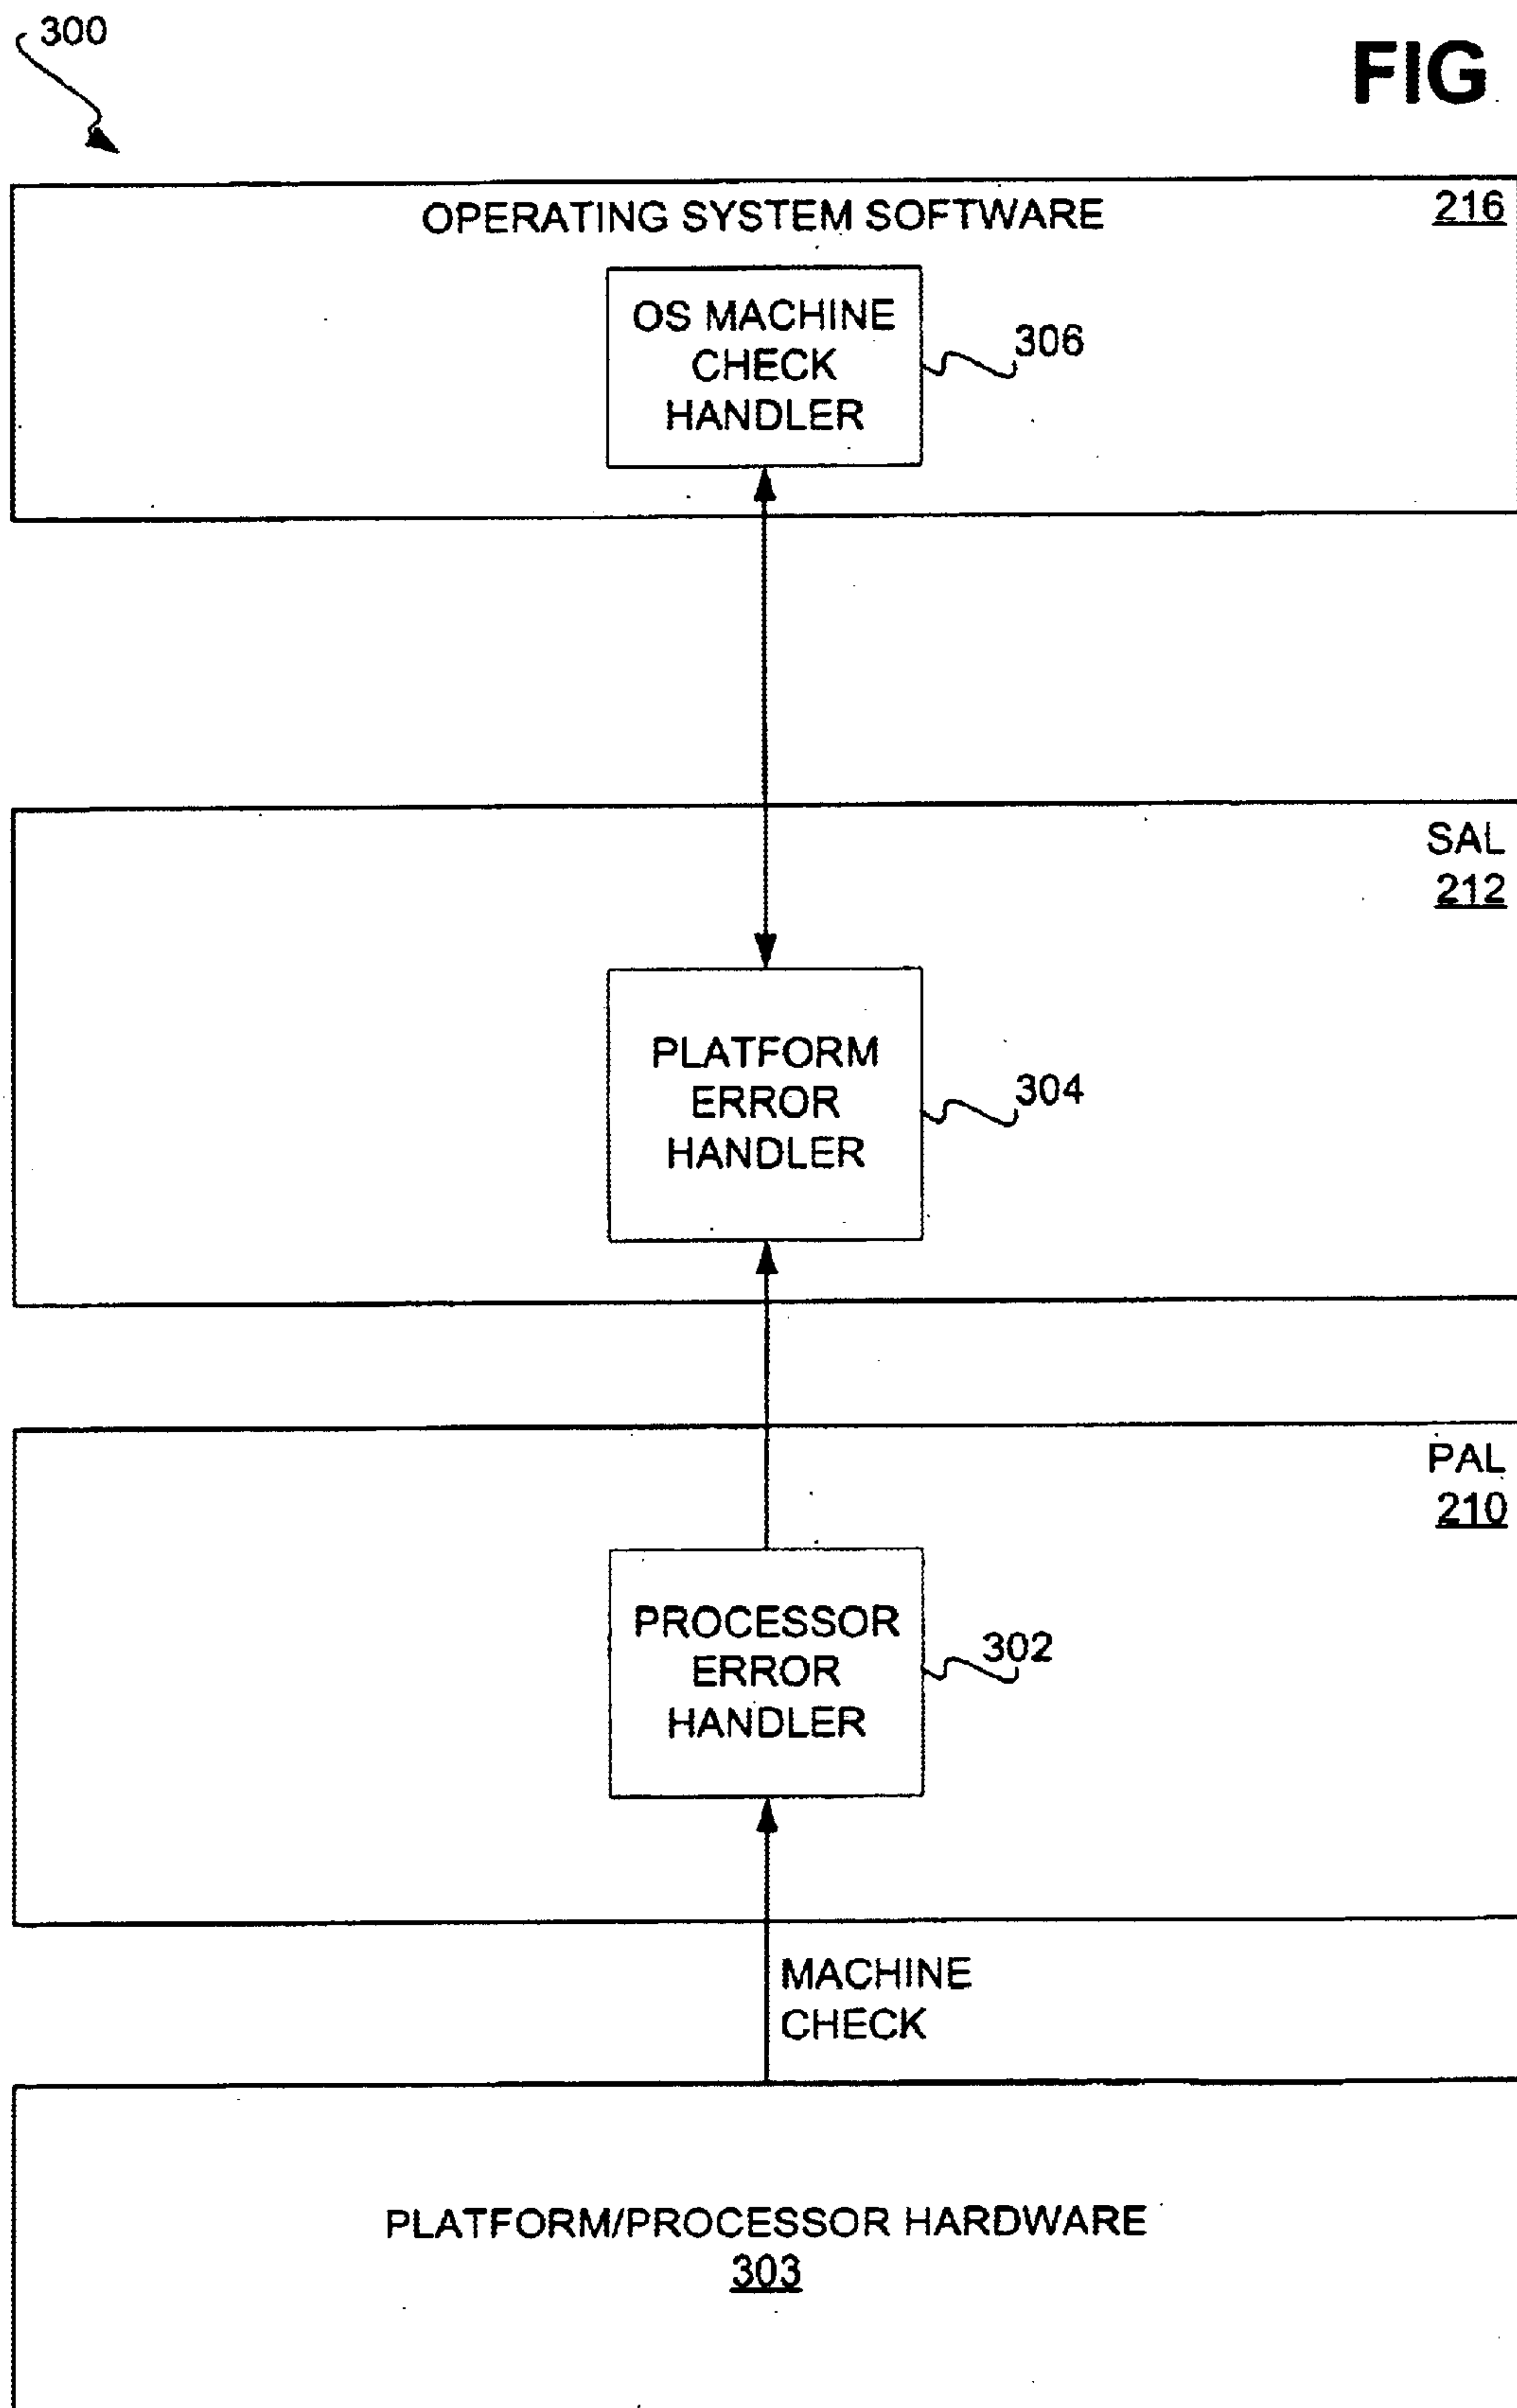 300
FIG
OPERATING SYSTEM SOFTWARE
216
OS MACHINE
CHECK
HANDLER
306
SAL
212
PLATFORM
ERROR
HANDLER
304
PAL
210
PROCESSOR
ERROR
HANDLER
302
MACHINE
CHECK
PLATFORM/PROCESSOR HARDWARE
303